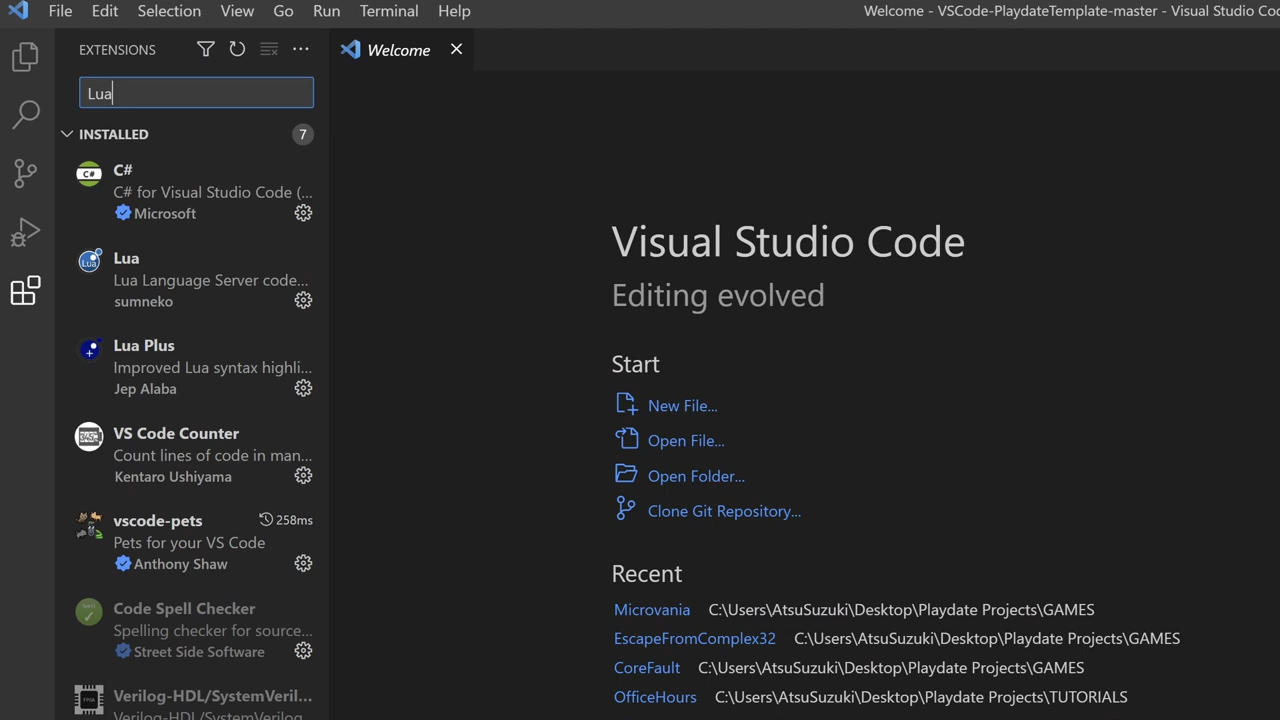 File Edit Selection View Go Run Terminal Help
Welcome - VSCode-PlaydateTemplate-master - Visual Studio Cod
EXTENSIONS
Welcome
Lua
INSTALLED 7
C#
C#
C# for Visual Studio Code (...
Microsoft
Lua
Lua
Lua Language Server code...
sumneko
Lua Plus
Improved Lua syntax highli...
Jep Alaba
VS Code Counter
Count lines of code in man...
Kentaro Ushiyama
vscode-pets 258ms
Pets for your VS Code
Anthony Shaw
Code Spell Checker
Spelling checker for source...
Street Side Software
Verilog-HDL/SystemVeril...
Verilog-HDL/SystemVerilog
Visual Studio Code
Editing evolved
Start
New File...
Open File...
Open Folder...
Clone Git Repository...
Recent
Microvania C:\Users\AtsuSuzuki\Desktop\Playdate Projects\GAMES
EscapeFromComplex32 C:\Users\AtsuSuzuki\Desktop\Playdate Projects\GAMES
CoreFault C:\Users\AtsuSuzuki\Desktop\Playdate Projects\GAMES
OfficeHours C:\Users\AtsuSuzuki\Desktop\Playdate Projects\TUTORIALS